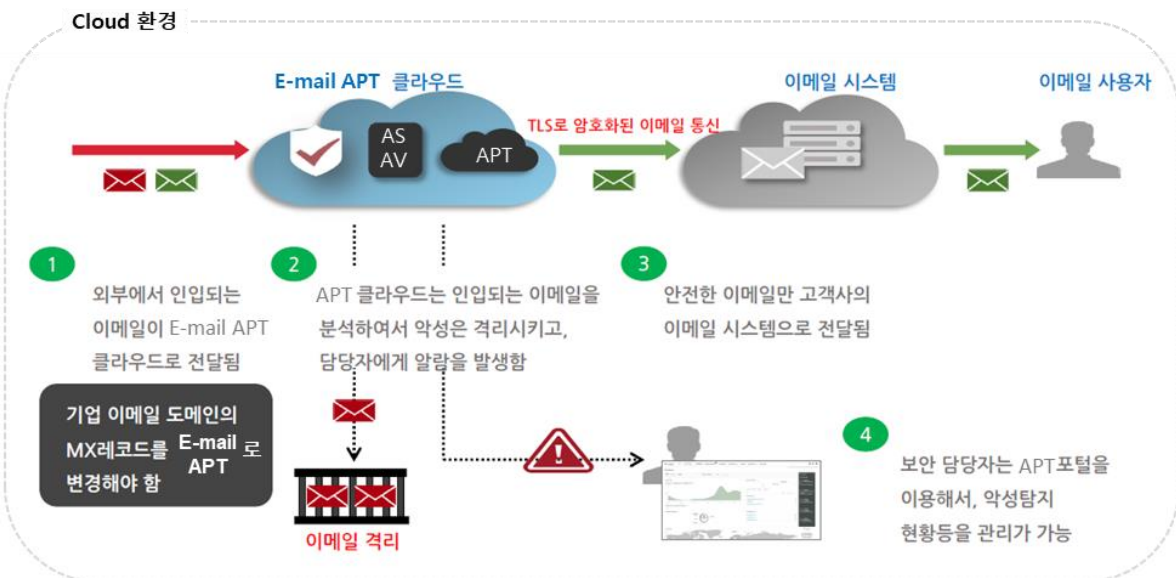 Cloud 환경
E-mail APT 클라우드
이메일 시스템
이메일 사용자
AS
AV
APT
TLS로 암호화된 이메일 통신
1
외부에서 인입되는
이메일이 E-mail APT
클라우드로 전달됨
기업 이메일 도메인의
MX레코드를 E-mail APT 로
변경해야 함
2
APT 클라우드는 인입되는 이메일을
분석하여서 악성은 격리시키고,
담당자에게 알람을 발생함
이메일 격리
3
안전한 이메일만 고객사의
이메일 시스템으로 전달됨
4
보안 담당자는 APT포털을
이용해서, 악성탐지
현황등을 관리가 가능